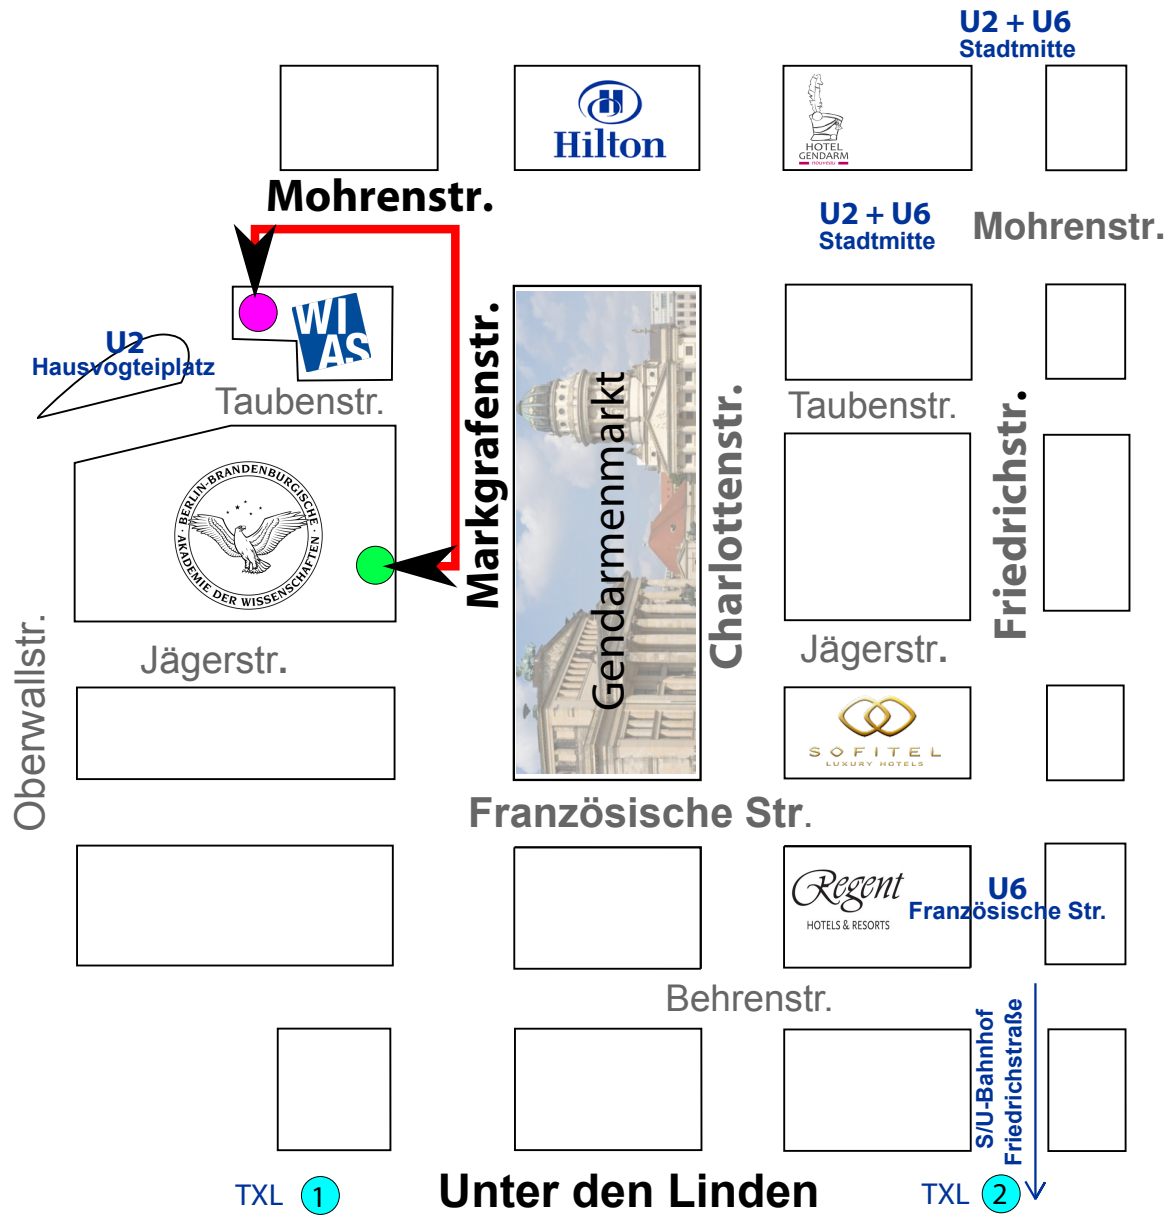 U2 + U6
Stadtmitte
Hilton
HOTEL
GENDARM
nouveau
Mohrenstr.
U2 + U6
Stadtmitte
Mohrenstr.
WI
AS
U2
Hausvogteiplatz
Taubenstr.
Markgrafenstr.
Gendarmenmarkt
Charlottenstr.
Taubenstr.
Friedrichstr.
BERLIN-BRANDENBURGISCHE
AKADEMIE DER WISSENSCHAFTEN
Oberwallstr.
Jägerstr.
Jägerstr.
SOFITEL
LUXURY HOTELS
Französische Str.
Regent
HOTELS & RESORTS
U6
Französische Str.
Behrenstr.
S/U-Bahnhof
Friedrichstraße
TXL 1
Unter den Linden
TXL 2